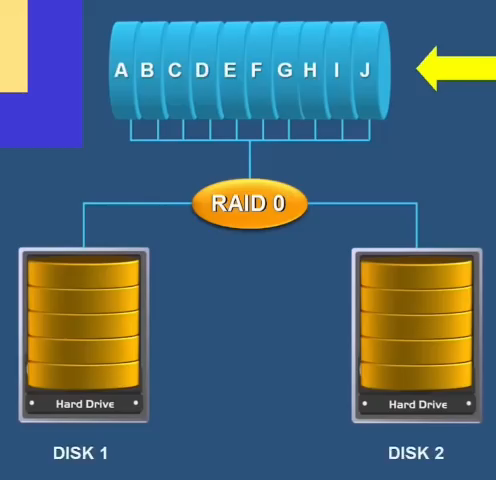 A B C D E F G H I J
RAID 0
Hard Drive
Hard Drive
DISK 1
DISK 2